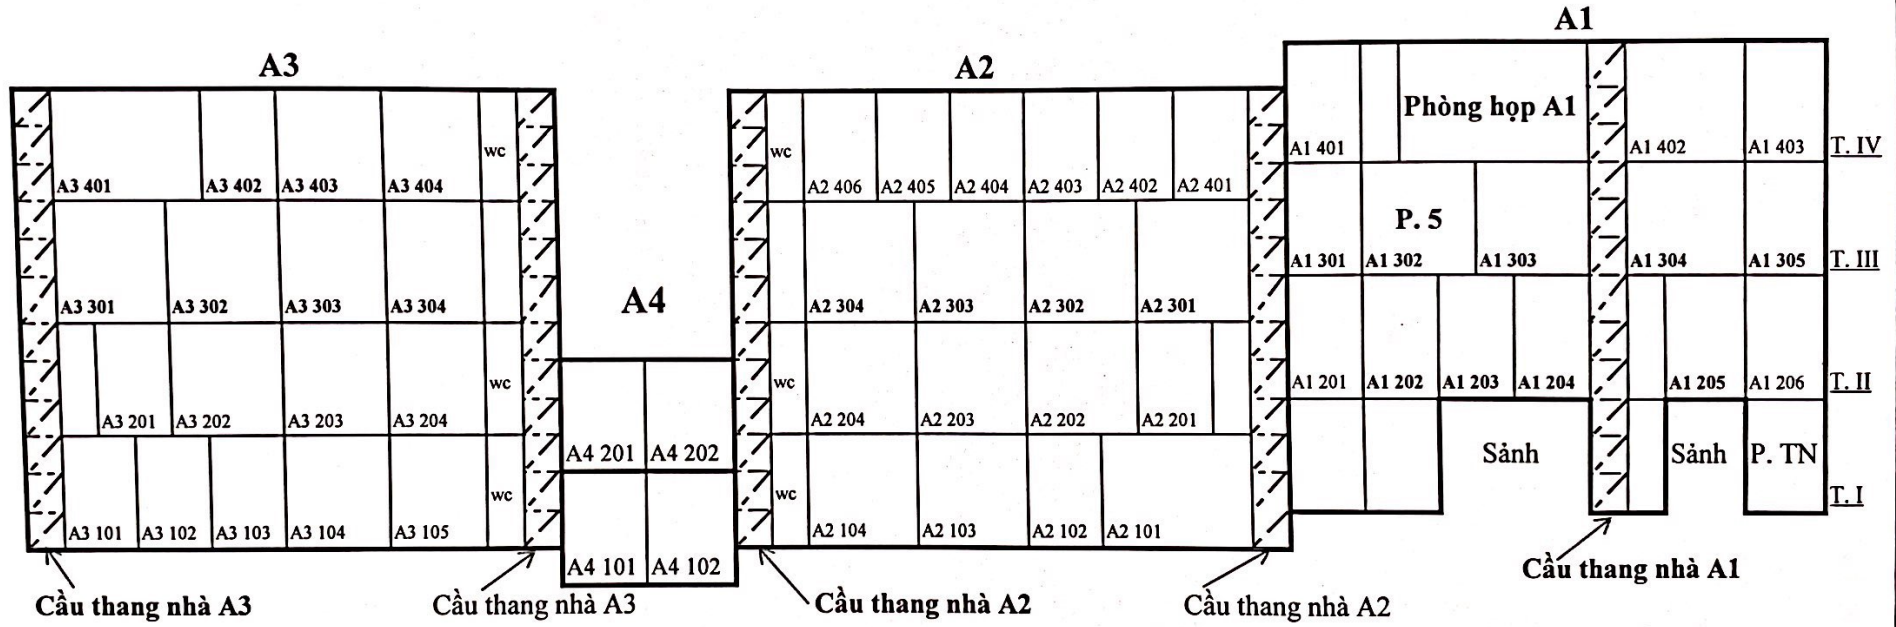 A1
A3
A2
Phòng họp A1
A1 401
A1 402
A1 403
T. IV
wc
wc
A3 401
A3 402
A3 403
A3 404
A2 406
A2 405
A2 404
A2 403
A2 402
A2 401
P. 5
A1 301
A1 302
A1 303
A1 304
A1 305
T. III
A4
A3 301
A3 302
A3 303
A3 304
A2 304
A2 303
A2 302
A2 301
wc
wc
A1 201
A1 202
A1 203
A1 204
A1 205
A1 206
T. II
A3 201
A3 202
A3 203
A3 204
A2 204
A2 203
A2 202
A2 201
A4 201
A4 202
Sảnh
Sảnh
P. TN
wc
wc
T. I
A3 101
A3 102
A3 103
A3 104
A3 105
A2 104
A2 103
A2 102
A2 101
A4 101
A4 102
Cầu thang nhà A1
Cầu thang nhà A3
Cầu thang nhà A3
Cầu thang nhà A2
Cầu thang nhà A2